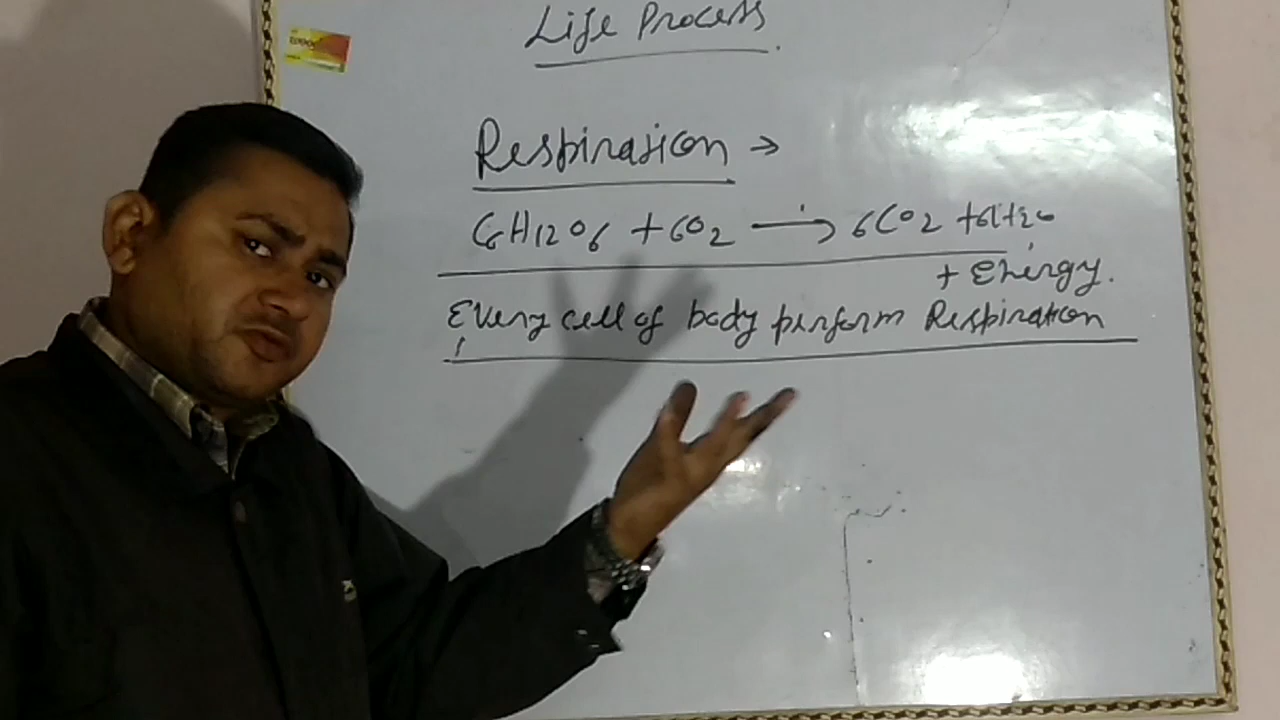 Life Process.
Respiration →
C6H12O6 + 6O2 → 6CO2 + 6H2O
+ Energy.
Every cell of body perform Respiration